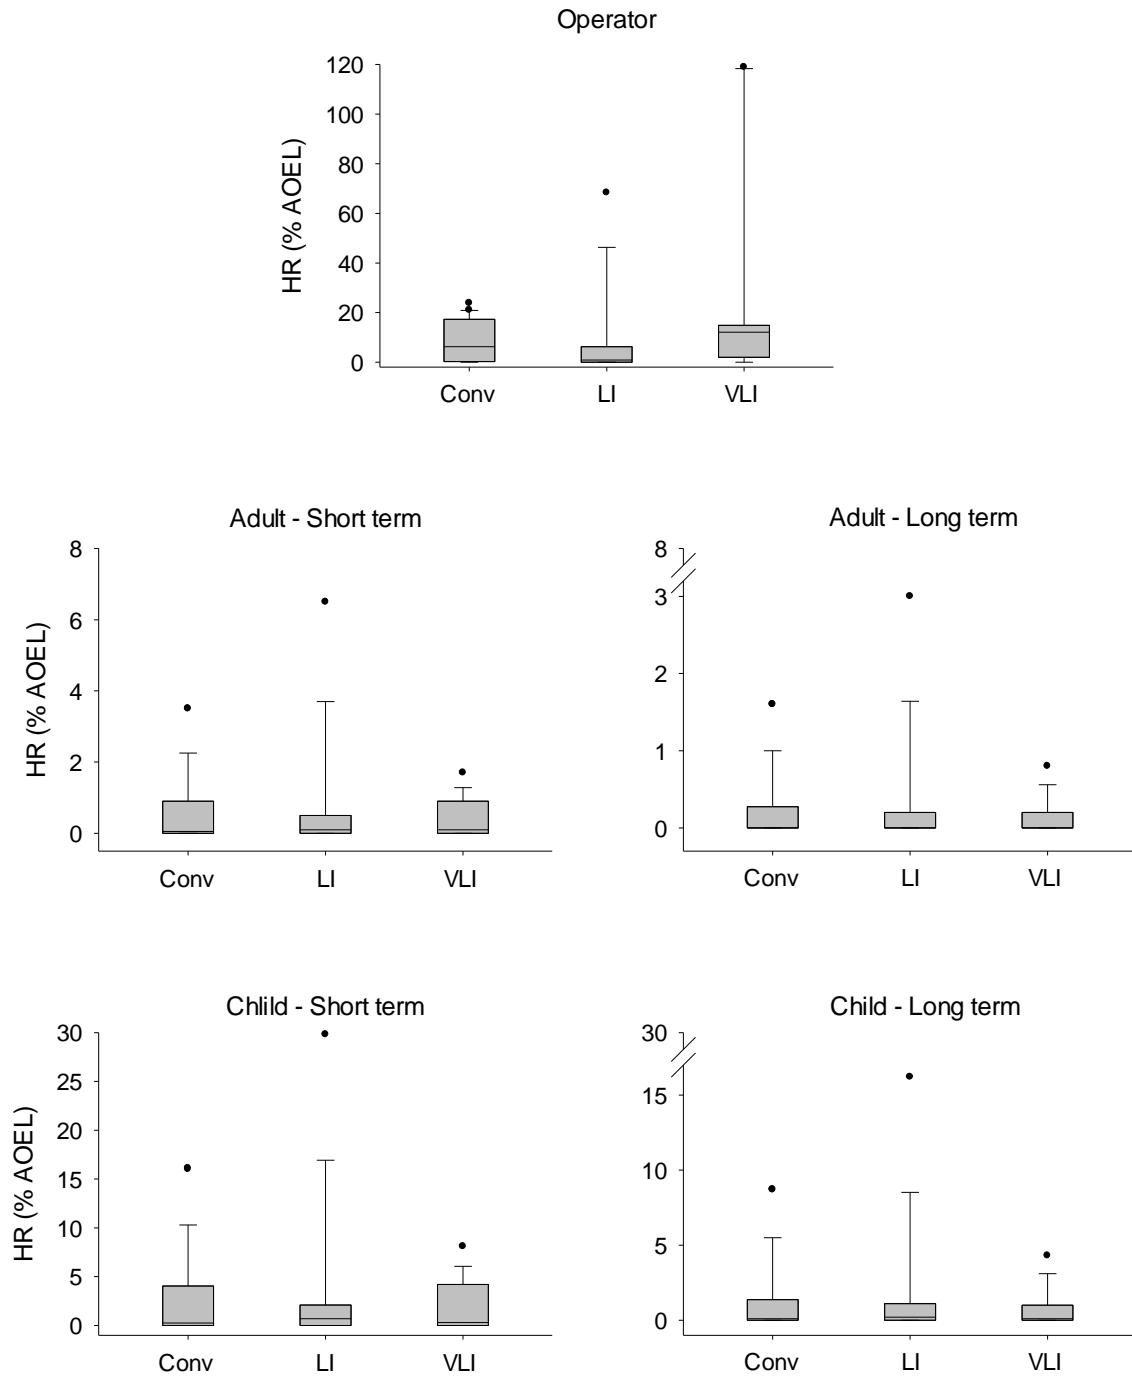 Operator
HR (% AOEL)
120
100
80
60
40
20
0
Conv LI VLI
Adult - Short term
HR (% AOEL)
8
6
4
2
0
Conv LI VLI
Adult - Long term
8
3
2
1
0
Conv LI VLI
Chlild - Short term
HR (% AOEL)
30
25
20
15
10
5
0
Conv LI VLI
Child - Long term
30
15
10
5
0
Conv LI VLI